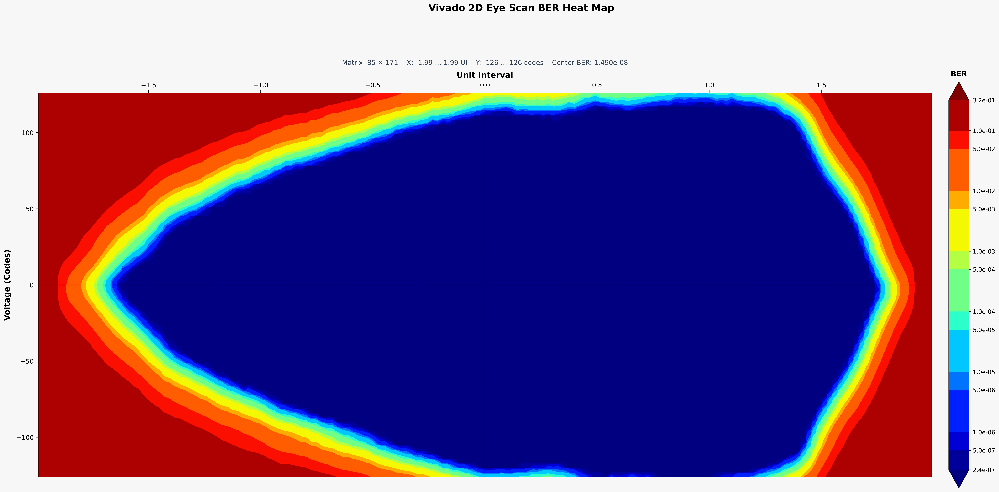 Vivado 2D Eye Scan BER Heat Map
Matrix: 85 × 171    X: -1.99 … 1.99 UI    Y: -126 … 126 codes    Center BER: 1.490e-08
Unit Interval
−1.5 −1.0 −0.5 0.0 0.5 1.0 1.5
Voltage (Codes)
100
50
0
−50
−100
BER
3.2e-01
1.0e-01
5.0e-02
1.0e-02
5.0e-03
1.0e-03
5.0e-04
1.0e-04
5.0e-05
1.0e-05
5.0e-06
1.0e-06
5.0e-07
2.4e-07